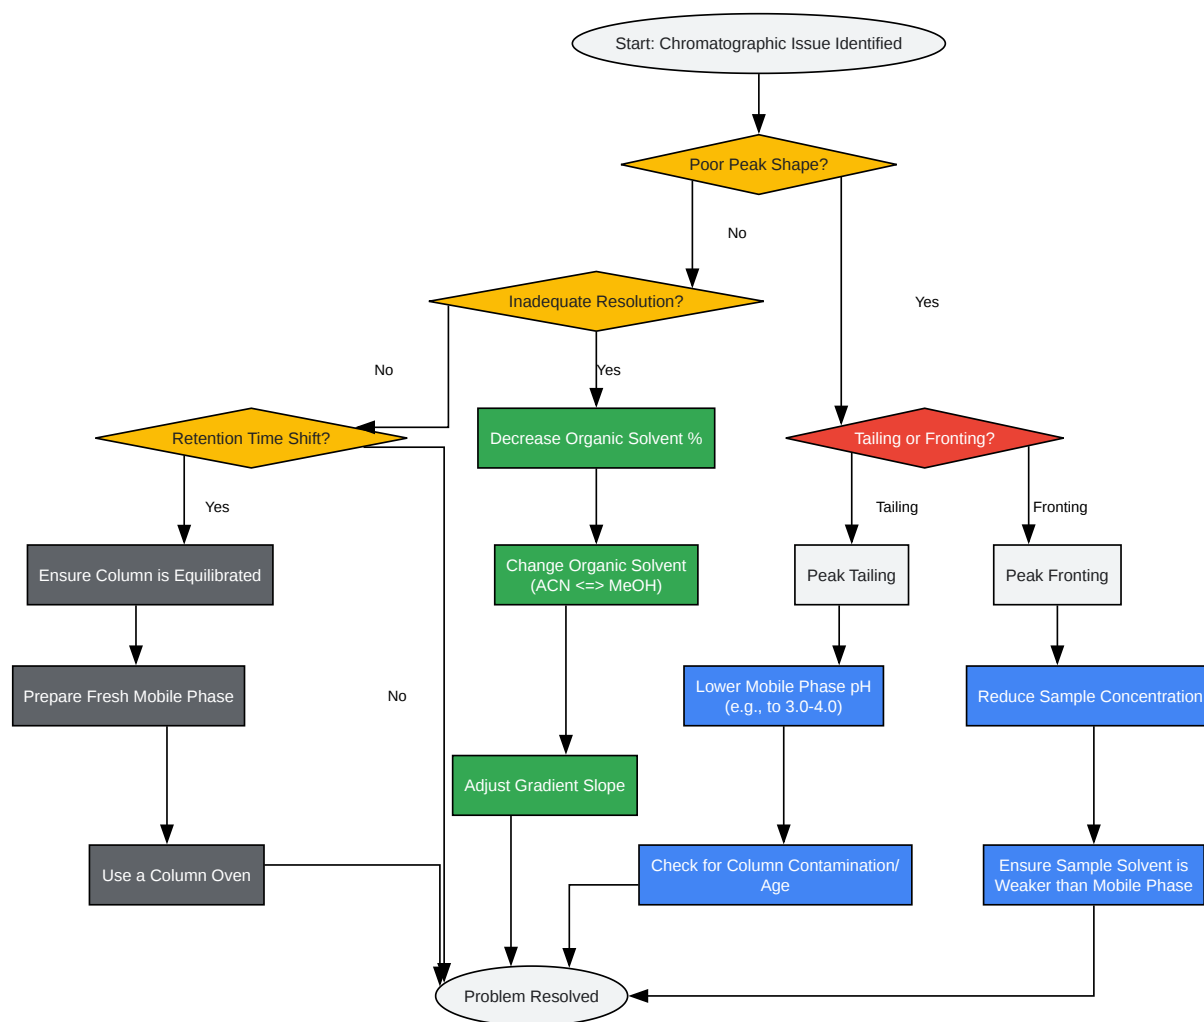 Start: Chromatographic Issue Identified
Poor Peak Shape?
No
Inadequate Resolution?
Yes
No
Yes
Retention Time Shift?
Decrease Organic Solvent %
Tailing or Fronting?
Yes
Tailing
Fronting
Ensure Column is Equilibrated
Change Organic Solvent
(ACN <=> MeOH)
Peak Tailing
Peak Fronting
Prepare Fresh Mobile Phase
No
Lower Mobile Phase pH
(e.g., to 3.0-4.0)
Reduce Sample Concentration
Adjust Gradient Slope
Use a Column Oven
Check for Column Contamination/
Age
Ensure Sample Solvent is
Weaker than Mobile Phase
Problem Resolved